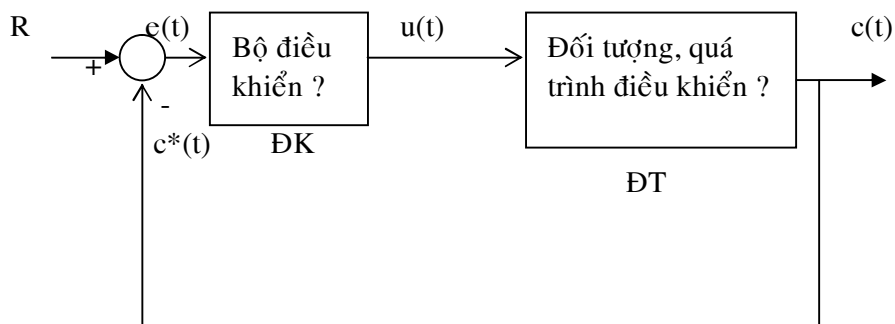 R
e(t)
Bộ điều
khiển ?
u(t)
Đối tượng, quá
trình điều khiển ?
c(t)
+
-
c*(t)
ĐK
ĐT